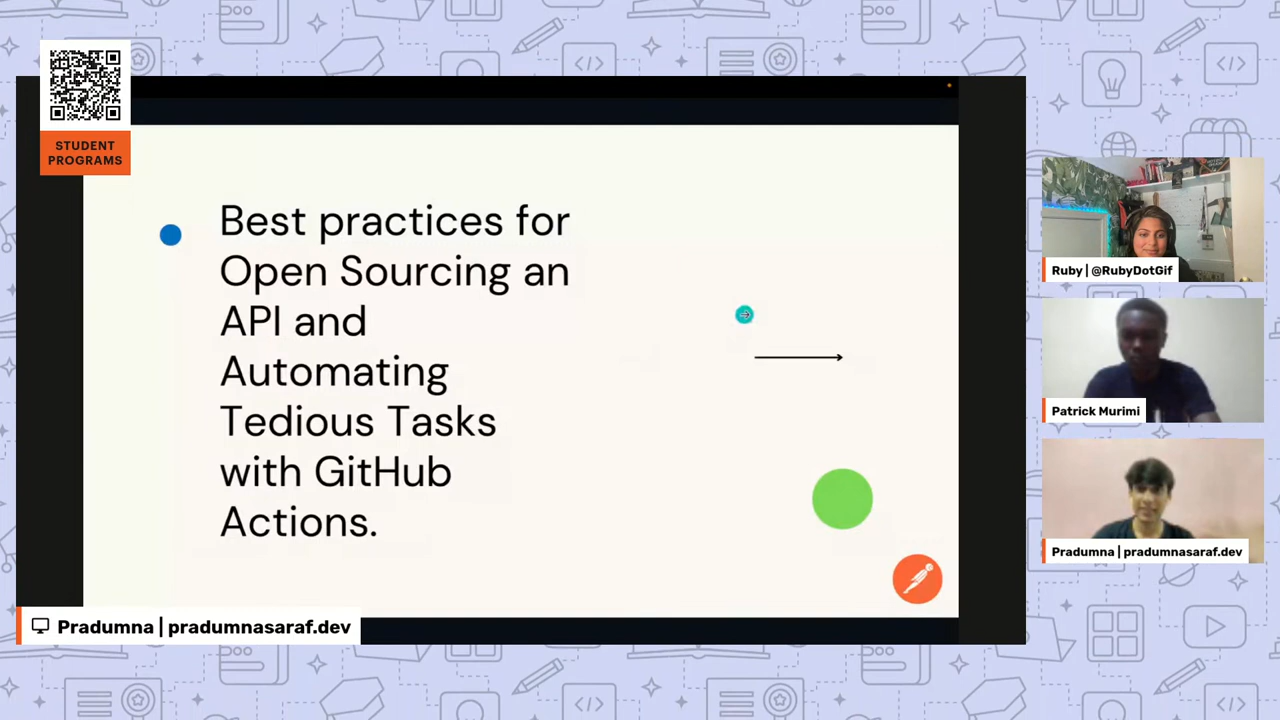 STUDENT
PROGRAMS
Best practices for
Open Sourcing an
API and
Automating
Tedious Tasks
with GitHub
Actions.
Pradumna | pradumnasaraf.dev
Ruby | @RubyDotGif
Patrick Murimi
Pradumna | pradumnasaraf.dev